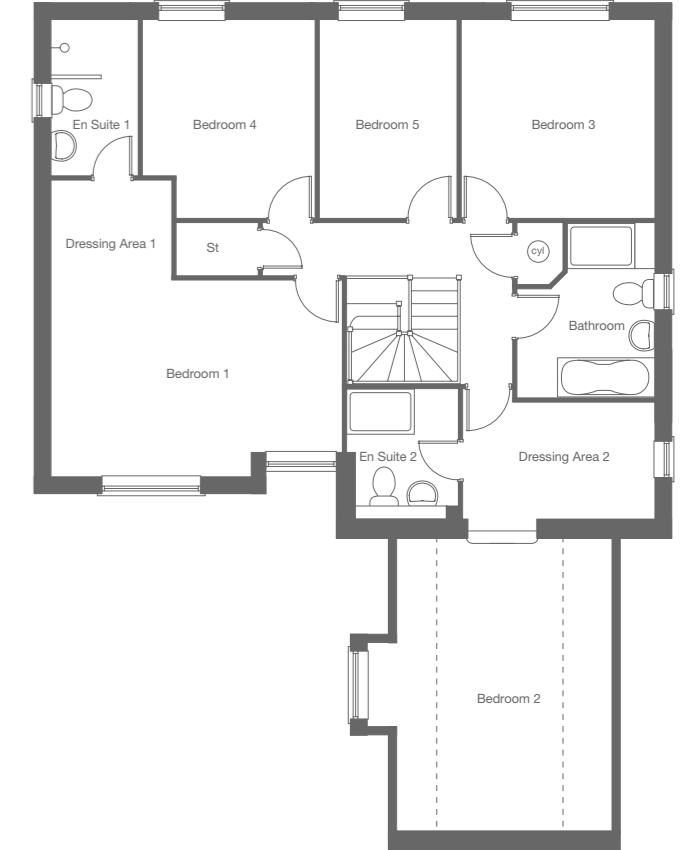 En Suite 1
Bedroom 4
Bedroom 5
Bedroom 3
Dressing Area 1
St
cyl
Bathroom
Bedroom 1
En Suite 2
Dressing Area 2
Bedroom 2